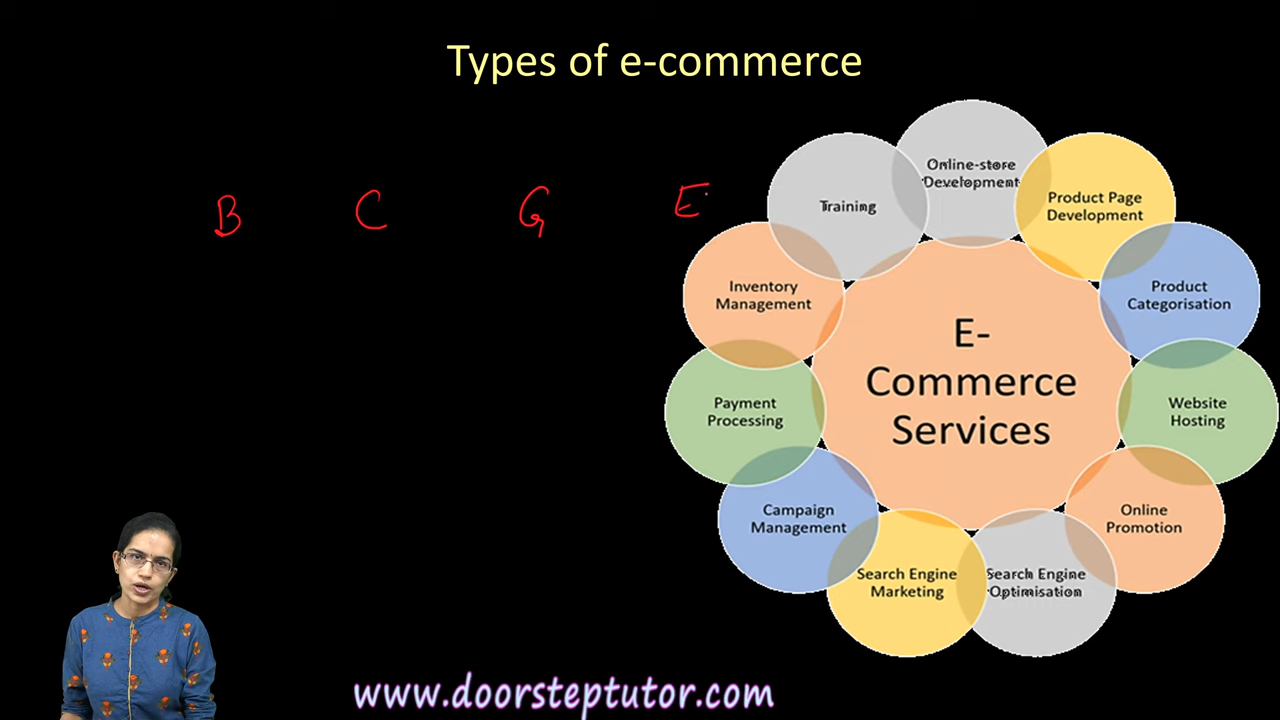 Types of e-commerce
B C G E
Online-store
Development
Product Page
Development
Product
Categorisation
Website
Hosting
Online
Promotion
Search Engine
Optimisation
Search Engine
Marketing
Campaign
Management
Payment
Processing
Inventory
Management
Training
E-
Commerce
Services
www.doorsteptutor.com